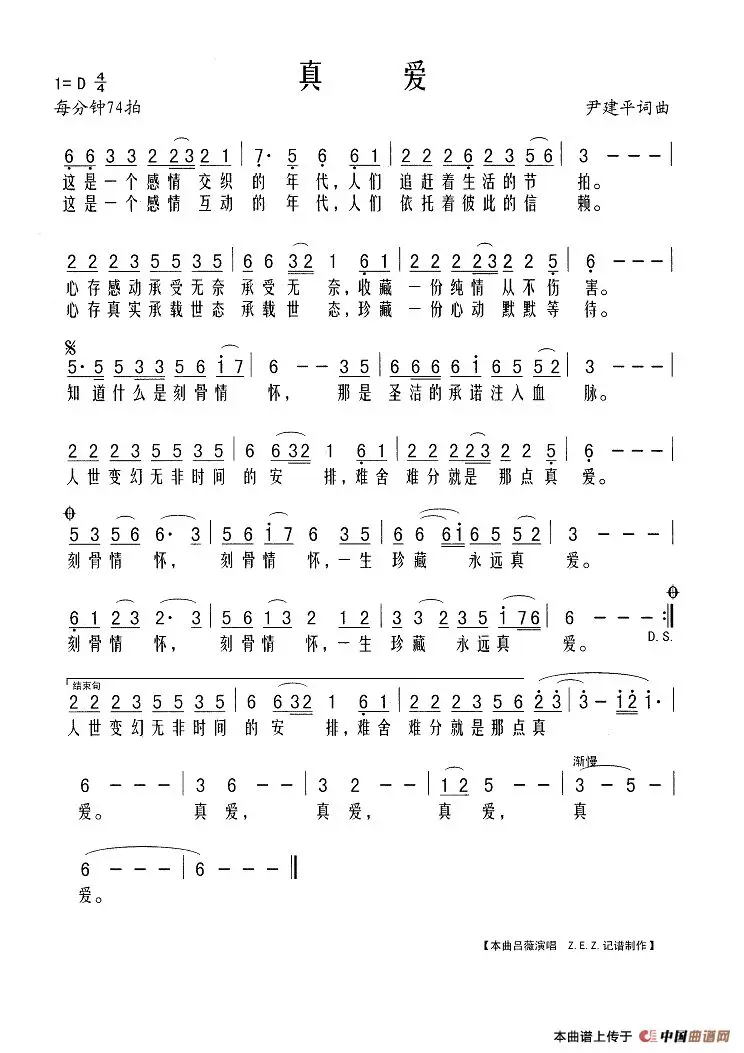 真 爱
1=D 4/4
每分钟74拍
尹建平词曲
6 6 3 3 2 2 3 2 1 | 7· 5 6 6 1 | 2 2 2 6 2 3 5 6 | 3 - - - |
这是一个感情 交织 的 年 代,人们 追赶着生活的节 拍。
这是一个感情 互动 的 年 代,人们 依托着彼此的信 赖。
2 2 2 3 5 5 3 5 | 6 6 3 2 1 6 1 | 2 2 2 2 3 2 2 5 | 6 - - - |
心存感动承受无奈 承受 无 奈,收藏 一份纯情 从不 伤 害。
心存真实承载世态 承载 世 态,珍藏 一份心动 默默 等 待。
5· 5 5 3 3 5 6 i 7 | 6 - - 3 5 | 6 6 6 6 i 6 5 5 2 | 3 - - - |
知 道什么是刻骨情 怀, 那是 圣洁的承诺注入血 脉。
2 2 2 3 5 5 3 5 | 6 6 3 2 1 6 1 | 2 2 2 2 3 2 2 5 | 6 - - - |
人世变幻无非时间 的安 排,难舍 难分就是 那点真 爱。
5 3 5 6 6· 3 | 5 6 i 7 6 3 5 | 6 6 6 i 6 5 5 2 | 3 - - - |
刻骨情 怀, 刻骨情 怀,一生 珍藏 永远真 爱。
6 1 2 3 2· 3 | 5 6 1 3 2 1 2 | 3 3 2 3 5 i 7 6 | 6 - - - :‖
D.S.
刻骨情 怀, 刻骨情 怀,一生 珍藏 永远真 爱。
结束句
2 2 2 3 5 5 3 5 | 6 6 3 2 1 6 1 | 2 2 2 3 5 6 2 3 | 3 - i 2 i· |
人世变幻无非时间 的安 排,难舍 难分就是那点真
渐慢
6 - - - | 3 6 - - | 3 2 - - | 1 2 5 - - | 3 - 5 - |
爱。 真 爱, 真 爱, 真 爱, 真
6 - - - | 6 - - - ‖
爱。
【本曲吕薇演唱 Z.E.Z.记谱制作】
本曲谱上传于 中国曲谱网